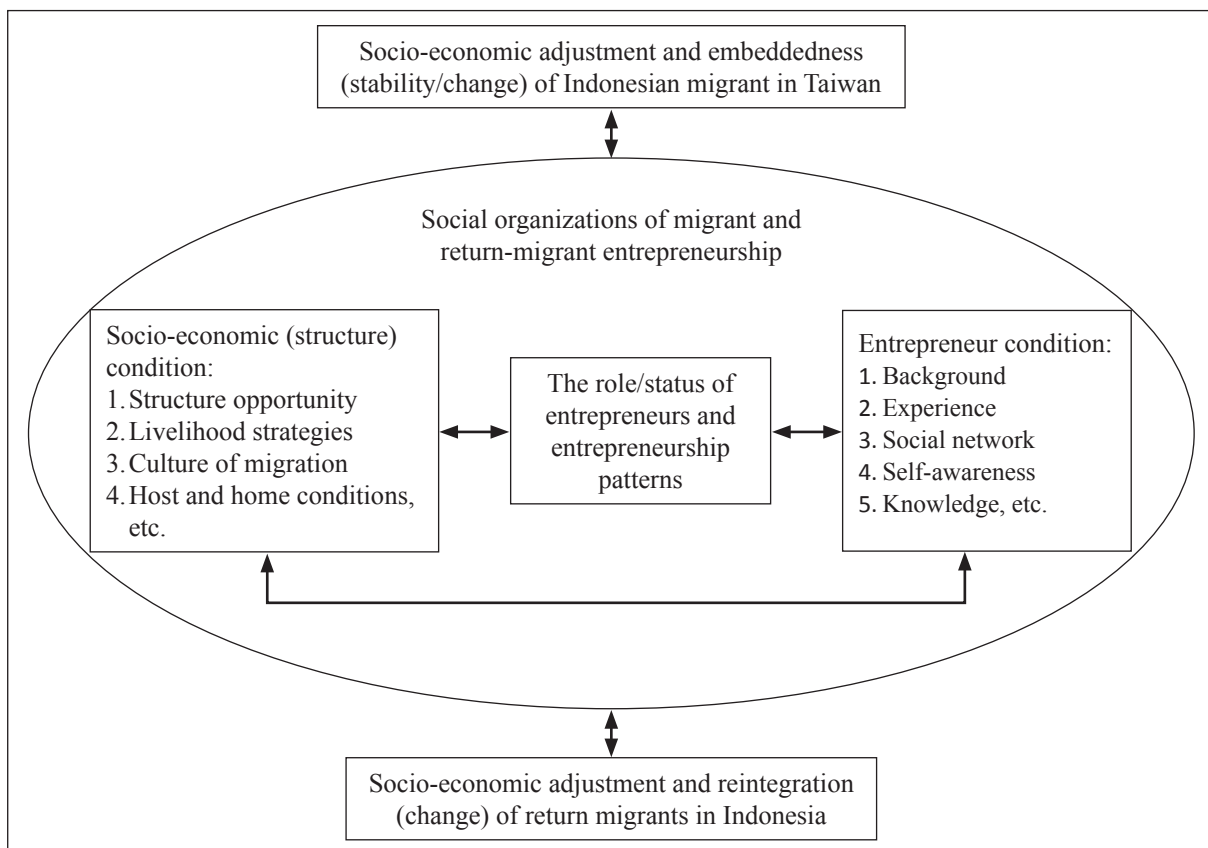 Socio-economic adjustment and embeddedness
(stability/change) of Indonesian migrant in Taiwan
Social organizations of migrant and
return-migrant entrepreneurship
Socio-economic (structure)
condition:
1. Structure opportunity
2. Livelihood strategies
3. Culture of migration
4. Host and home conditions,
etc.
The role/status of
entrepreneurs and
entrepreneurship
patterns
Entrepreneur condition:
1. Background
2. Experience
3. Social network
4. Self-awareness
5. Knowledge, etc.
Socio-economic adjustment and reintegration
(change) of return migrants in Indonesia